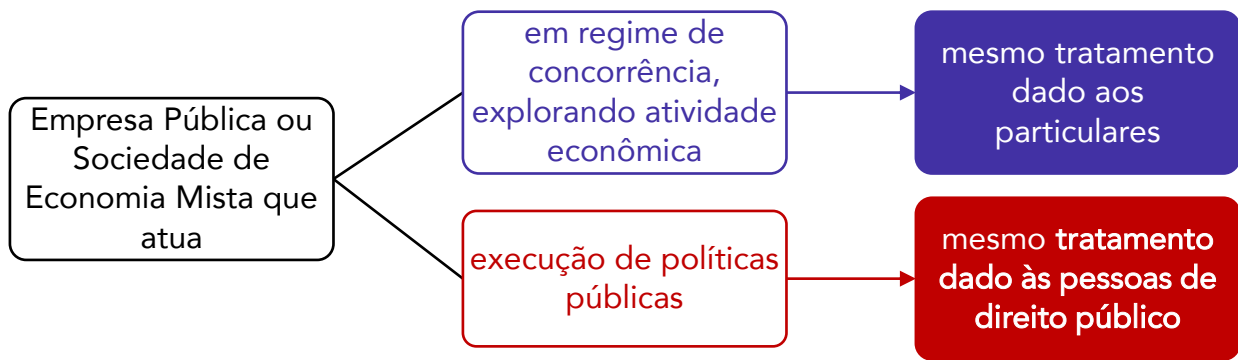 Empresa Pública ou
Sociedade de
Economia Mista que
atua
em regime de
concorrência,
explorando atividade
econômica
mesmo tratamento
dado aos
particulares
execução de políticas
públicas
mesmo tratamento
dado às pessoas de
direito público